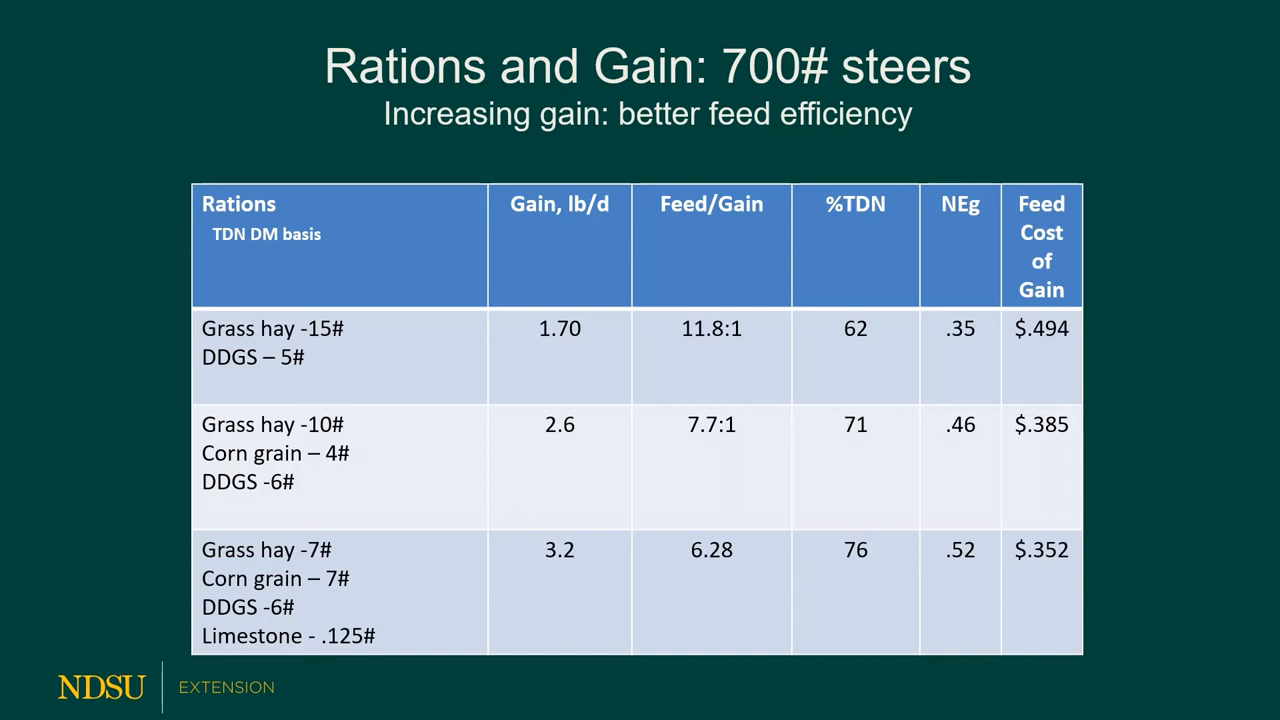 Rations and Gain: 700# steers
Increasing gain: better feed efficiency
Rations
TDN DM basis
Gain, lb/d
Feed/Gain
%TDN
NEg
Feed
Cost
of
Gain
Grass hay -15#
DDGS – 5#
1.70
11.8:1
62
.35
$.494
Grass hay -10#
Corn grain – 4#
DDGS -6#
2.6
7.7:1
71
.46
$.385
Grass hay -7#
Corn grain – 7#
DDGS -6#
Limestone - .125#
3.2
6.28
76
.52
$.352
NDSU
EXTENSION